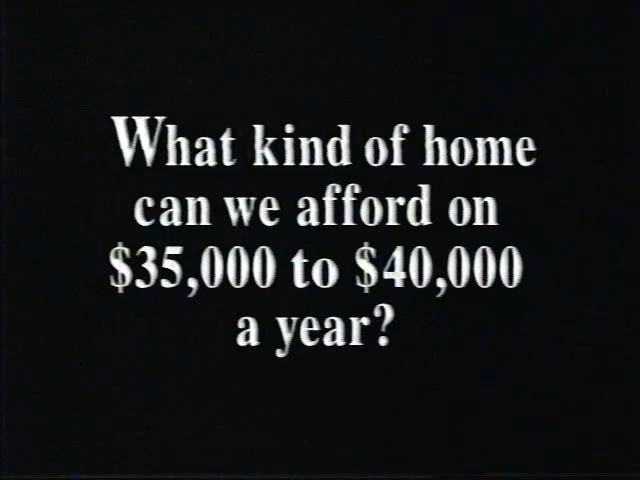 What kind of home
can we afford on
$35,000 to $40,000
a year?